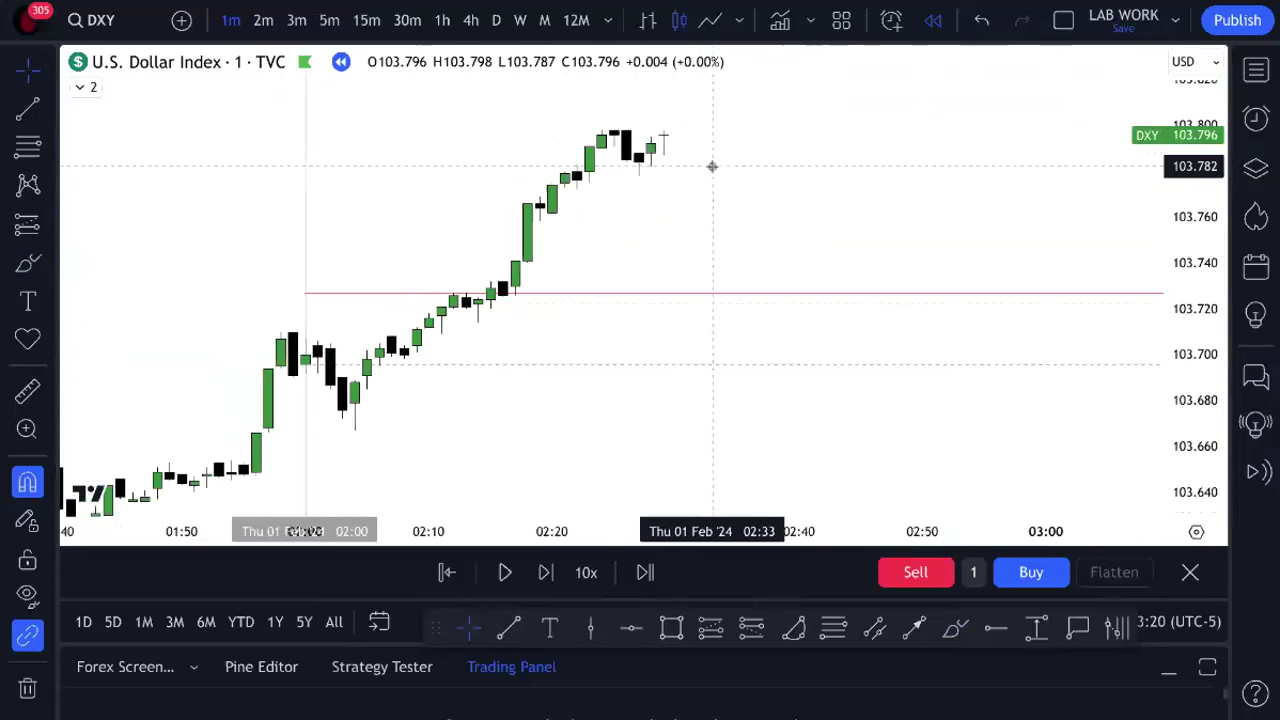 305
DXY
1m 2m 3m 5m 15m 30m 1h 4h D W M 12M
LAB WORK
Save
Publish
U.S. Dollar Index · 1 · TVC
O103.796 H103.798 L103.787 C103.796 +0.004 (+0.00%)
USD
2
103.820
103.800
DXY 103.796
103.782
103.760
103.740
103.720
103.700
103.680
103.660
103.640
:40 01:50 Thu 01 Feb '24 02:00 02:10 02:20 Thu 01 Feb '24 02:33 02:40 02:50 03:00
10x
Sell 1 Buy Flatten
1D 5D 1M 3M 6M YTD 1Y 5Y All
3:20 (UTC-5)
Forex Screen... Pine Editor Strategy Tester Trading Panel